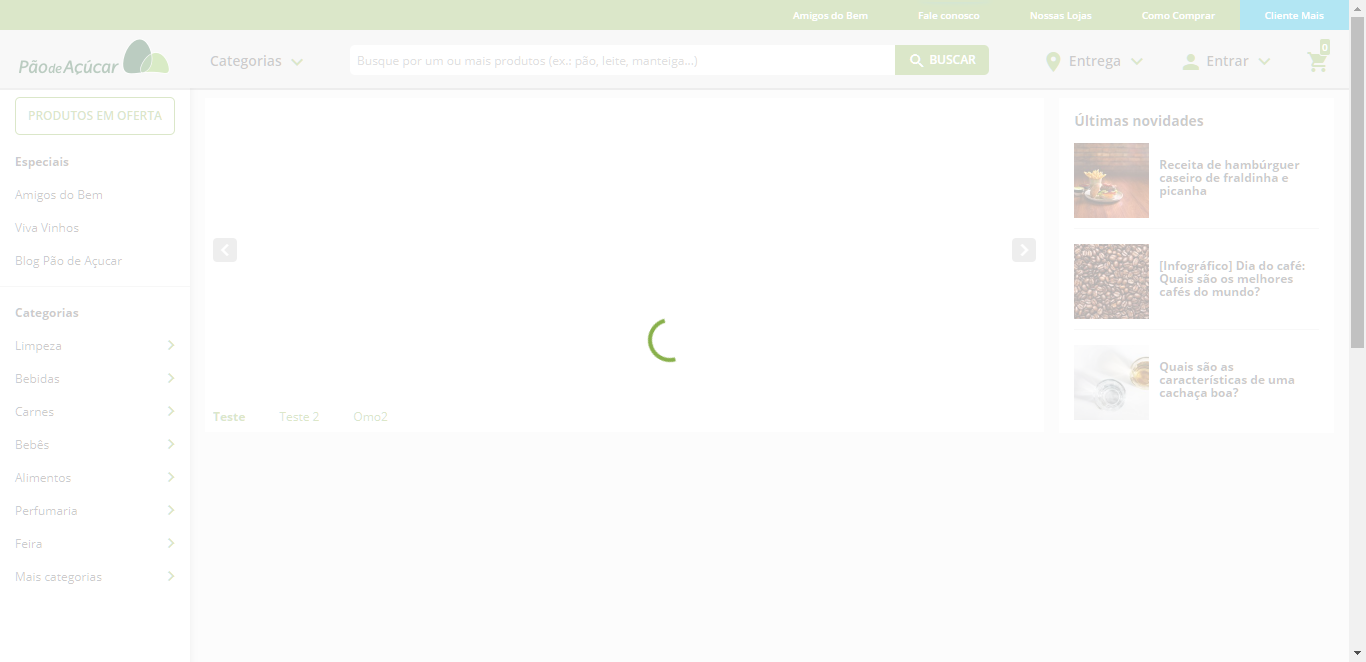 Amigos do Bem
Fale conosco
Nossas Lojas
Como Comprar
Cliente Mais
Pão de Açúcar
Categorias
Busque por um ou mais produtos (ex.: pão, leite, manteiga...)
BUSCAR
Entrega
Entrar
0
PRODUTOS EM OFERTA
Especiais
Amigos do Bem
Viva Vinhos
Blog Pão de Açucar
Categorias
Limpeza
Bebidas
Carnes
Bebês
Alimentos
Perfumaria
Feira
Mais categorias
Teste
Teste 2
Omo2
Últimas novidades
Receita de hambúrguer
caseiro de fraldinha e
picanha
[Infográfico] Dia do café:
Quais são os melhores
cafés do mundo?
Quais são as
características de uma
cachaça boa?